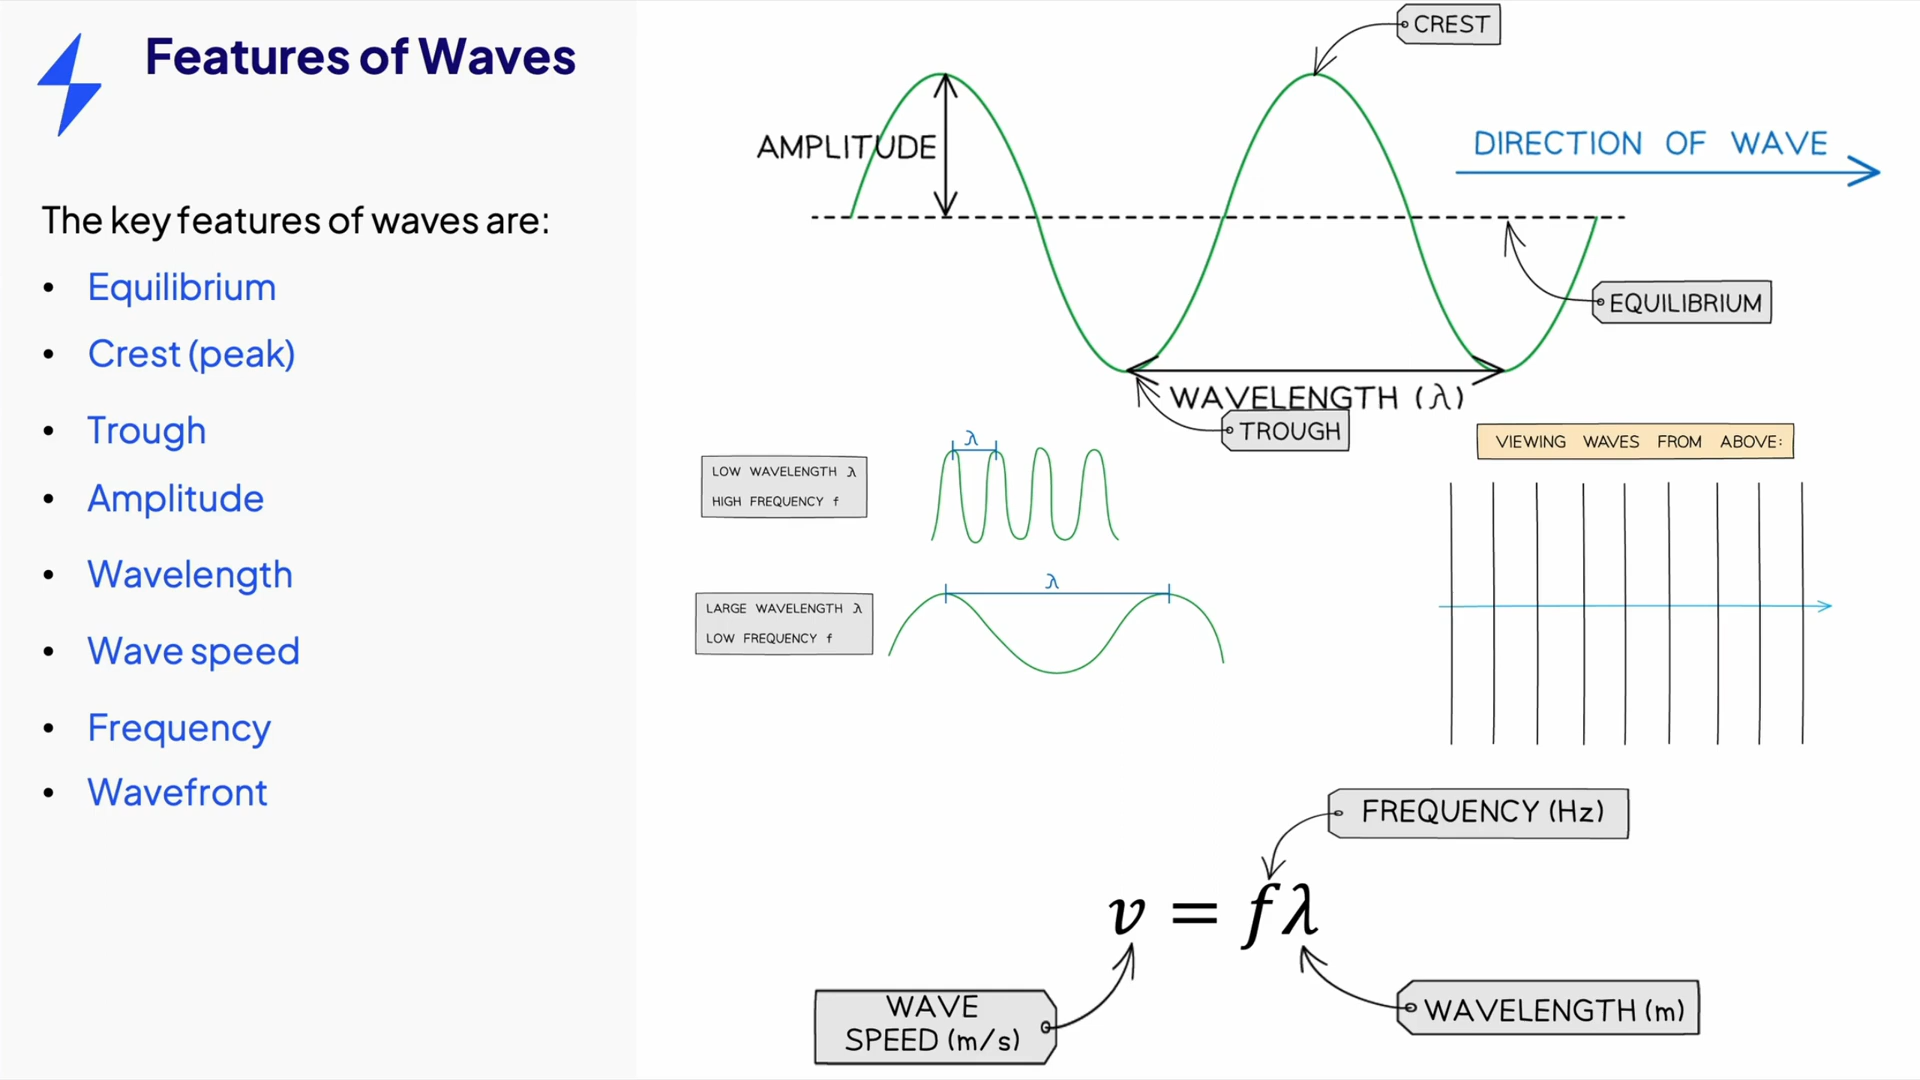 Features of Waves
The key features of waves are:
• Equilibrium
• Crest (peak)
• Trough
• Amplitude
• Wavelength
• Wave speed
• Frequency
• Wavefront
CREST
AMPLITUDE
DIRECTION OF WAVE
EQUILIBRIUM
WAVELENGTH (λ)
TROUGH
λ
LOW WAVELENGTH λ
HIGH FREQUENCY f
λ
LARGE WAVELENGTH λ
LOW FREQUENCY f
VIEWING WAVES FROM ABOVE:
FREQUENCY (Hz)
v = fλ
WAVE
SPEED (m/s)
WAVELENGTH (m)